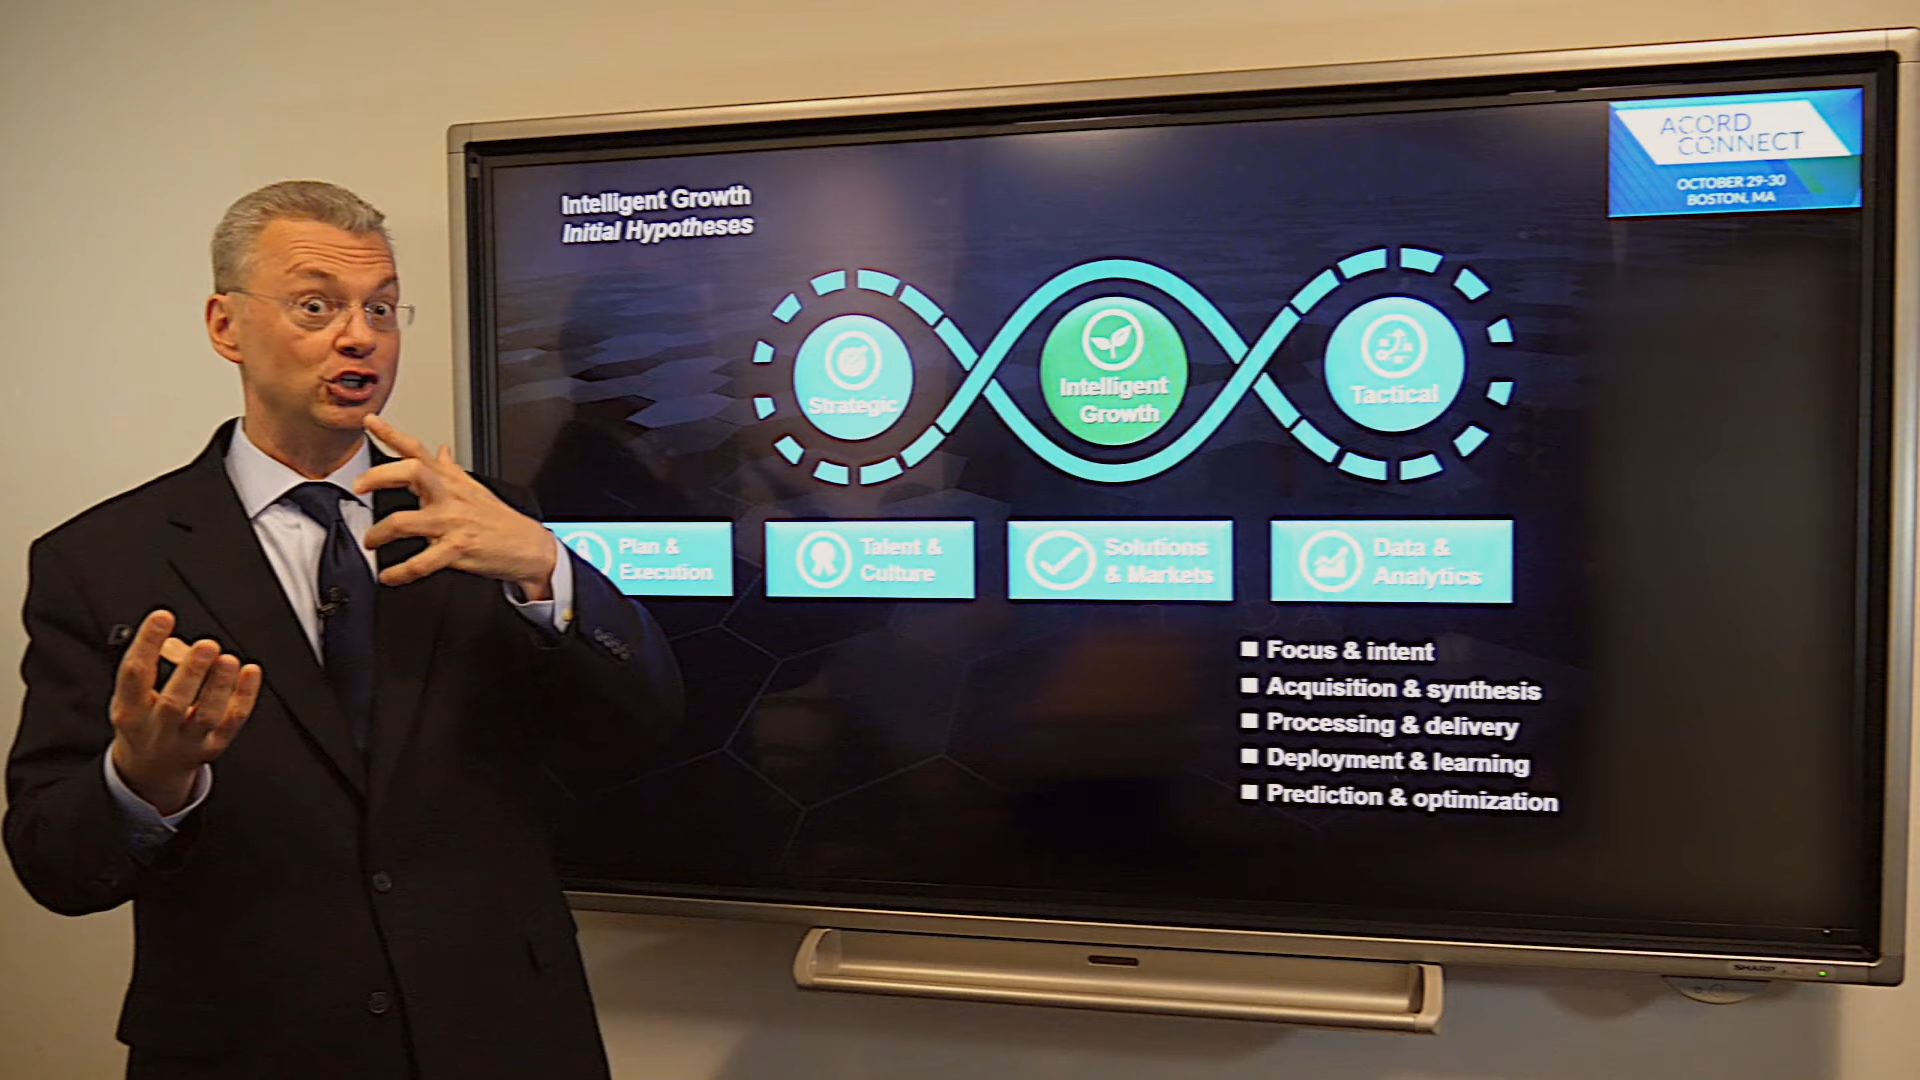 ACORD
CONNECT
OCTOBER 29-30
BOSTON, MA
Intelligent Growth
Initial Hypotheses
Strategic
Intelligent
Growth
Tactical
Plan &
Execution
Talent &
Culture
Solutions
& Markets
Data &
Analytics
Focus & intent
Acquisition & synthesis
Processing & delivery
Deployment & learning
Prediction & optimization
SHARP